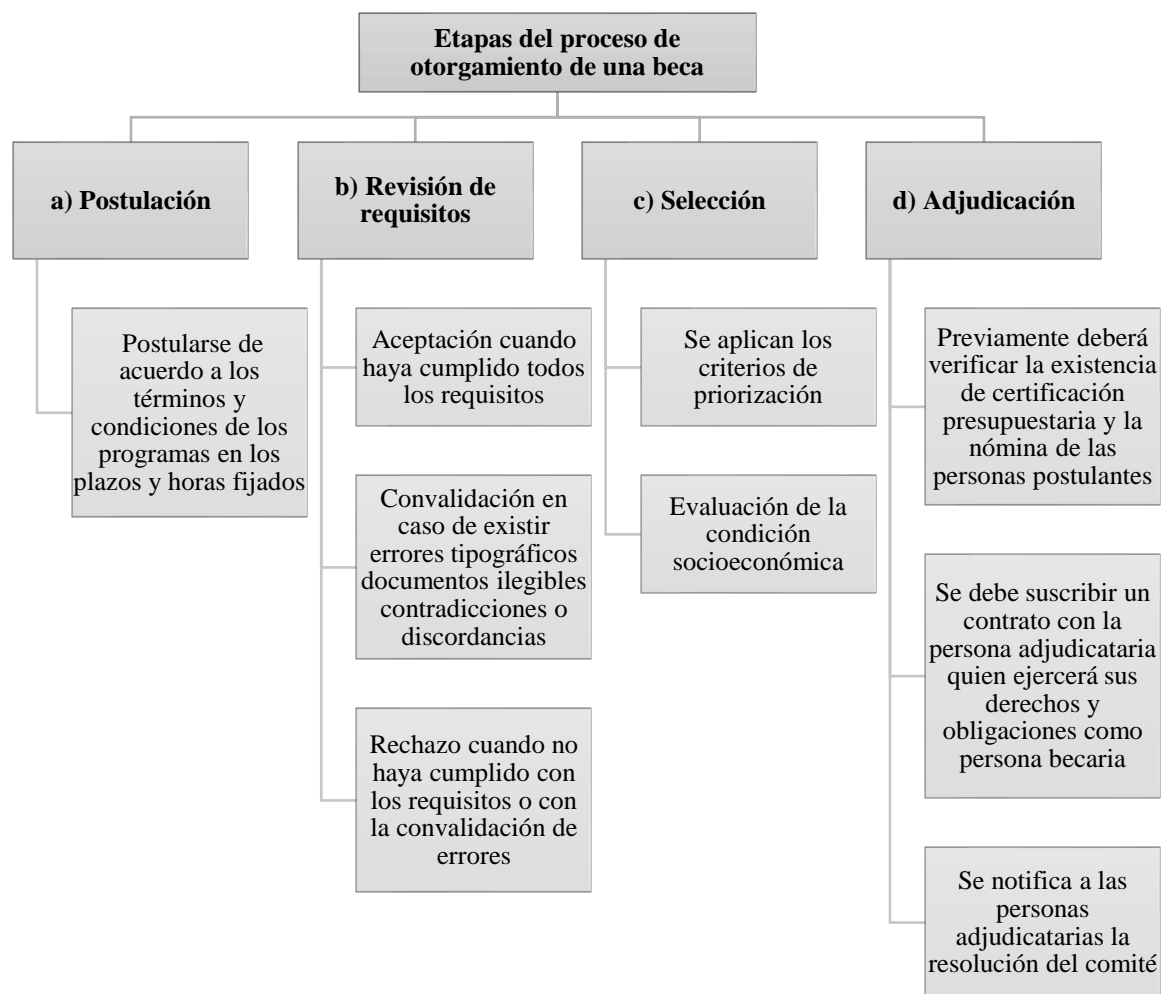 Etapas del proceso de
otorgamiento de una beca
a) Postulación
Postularse de
acuerdo a los
términos y
condiciones de los
programas en los
plazos y horas fijados
b) Revisión de
requisitos
Aceptación cuando
haya cumplido todos
los requisitos
Convalidación en
caso de existir
errores tipográficos
documentos ilegibles
contradicciones o
discordancias
Rechazo cuando no
haya cumplido con
los requisitos o con
la convalidación de
errores
c) Selección
Se aplican los
criterios de
priorización
Evaluación de la
condición
socioeconómica
d) Adjudicación
Previamente deberá
verificar la existencia
de certificación
presupuestaria y la
nómina de las
personas postulantes
Se debe suscribir un
contrato con la
persona adjudicataria
quien ejercerá sus
derechos y
obligaciones como
persona becaria
Se notifica a las
personas
adjudicatarias la
resolución del comité